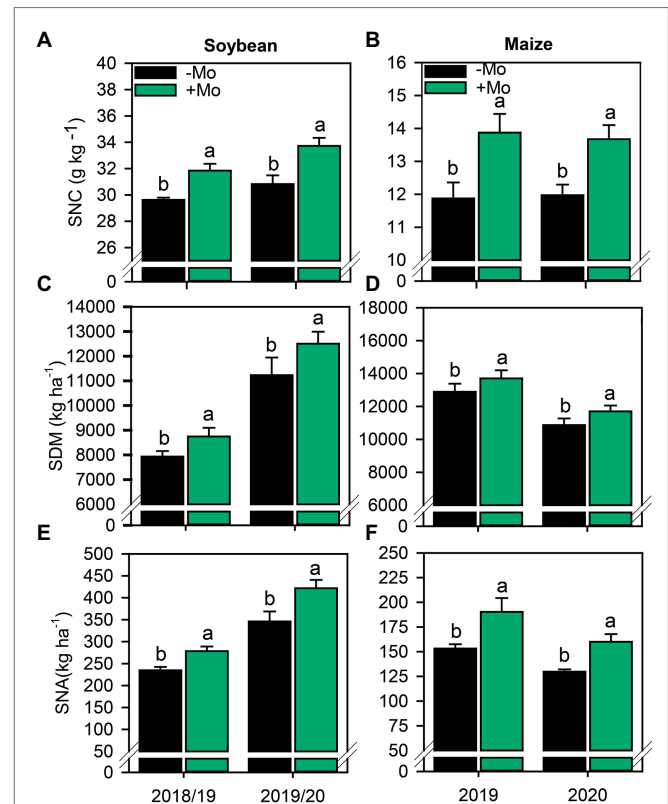 A
Soybean
B
Maize
-Mo
+Mo
-Mo
+Mo
SNC (g kg -1)
40
38
36
34
32
30
28
26
0
b
a
b
a
16
15
14
13
12
11
10
0
b
a
b
a
C
D
SDM (kg ha-1)
14000
13000
12000
11000
10000
9000
8000
7000
6000
0
b
a
b
a
18000
16000
14000
12000
10000
8000
6000
0
b
a
b
a
E
F
SNA(kg ha-1)
500
450
400
350
300
250
200
150
100
50
0
b
a
b
a
250
225
200
175
150
125
100
75
50
0
b
a
b
a
2018/19
2019/20
2019
2020